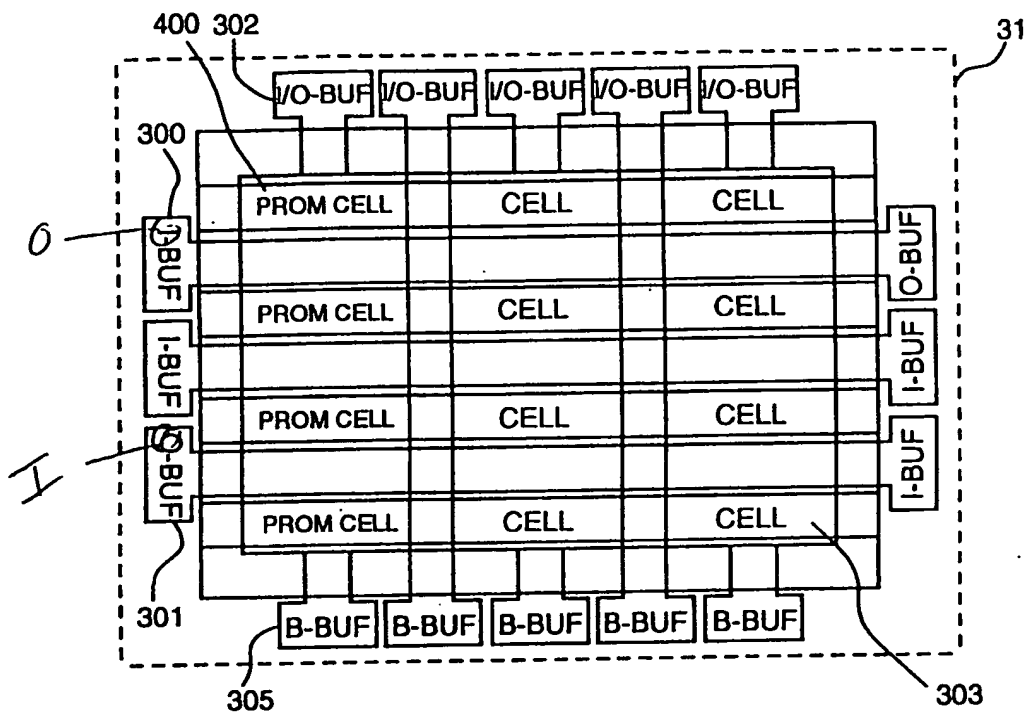 400 302
31
I/O-BUF I/O-BUF I/O-BUF I/O-BUF I/O-BUF
300
PROM CELL CELL CELL
O
I-BUF
O-BUF
PROM CELL CELL CELL
I-BUF
I-BUF
PROM CELL CELL CELL
I
O-BUF
I-BUF
PROM CELL CELL CELL
301
B-BUF B-BUF B-BUF B-BUF B-BUF
305
303